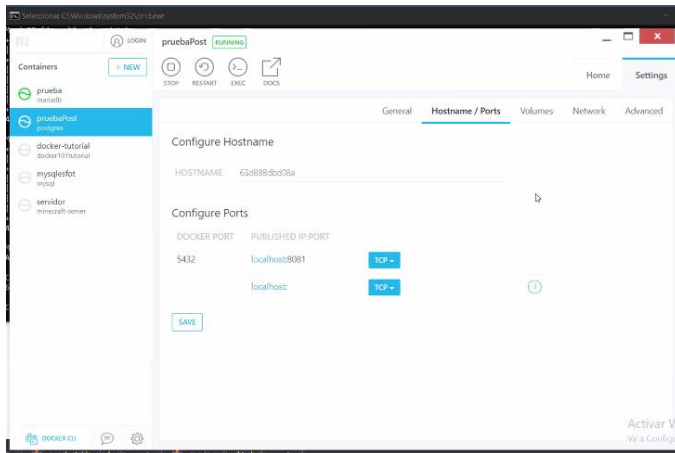 Seleccionar C:\Windows\system32\cmd.exe
LOGIN
pruebaPost RUNNING
Containers
+ NEW
STOP RESTART EXEC DOCS
Home Settings
prueba
mariadb
pruebaPost
postgres
docker-tutorial
docker101tutorial
mysqlesfot
mysql
servidor
minecraft-server
General Hostname / Ports Volumes Network Advanced
Configure Hostname
HOSTNAME 63d888dbd08a
Configure Ports
DOCKER PORT PUBLISHED IP:PORT
5432 localhost:8081 TCP
localhost: TCP
SAVE
DOCKER CLI
Activar W
Ve a Config